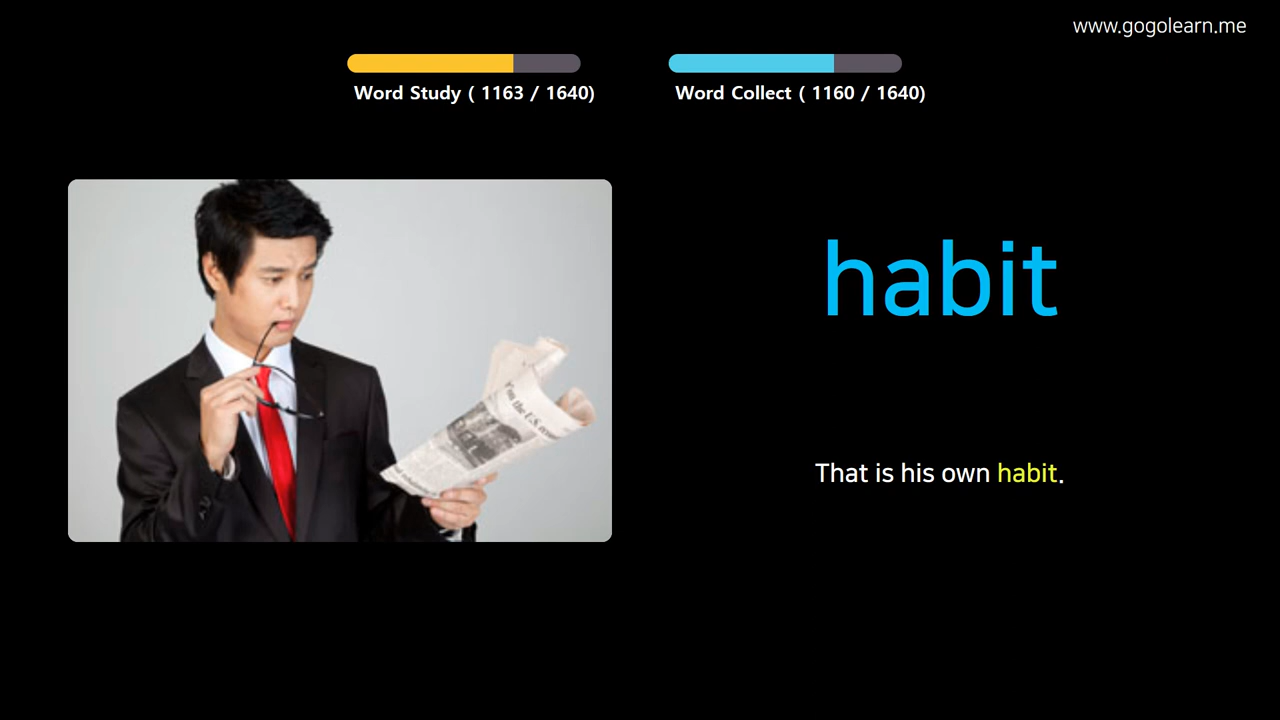 www.gogolearn.me
Word Study ( 1163 / 1640)
Word Collect ( 1160 / 1640)
habit
That is his own habit.